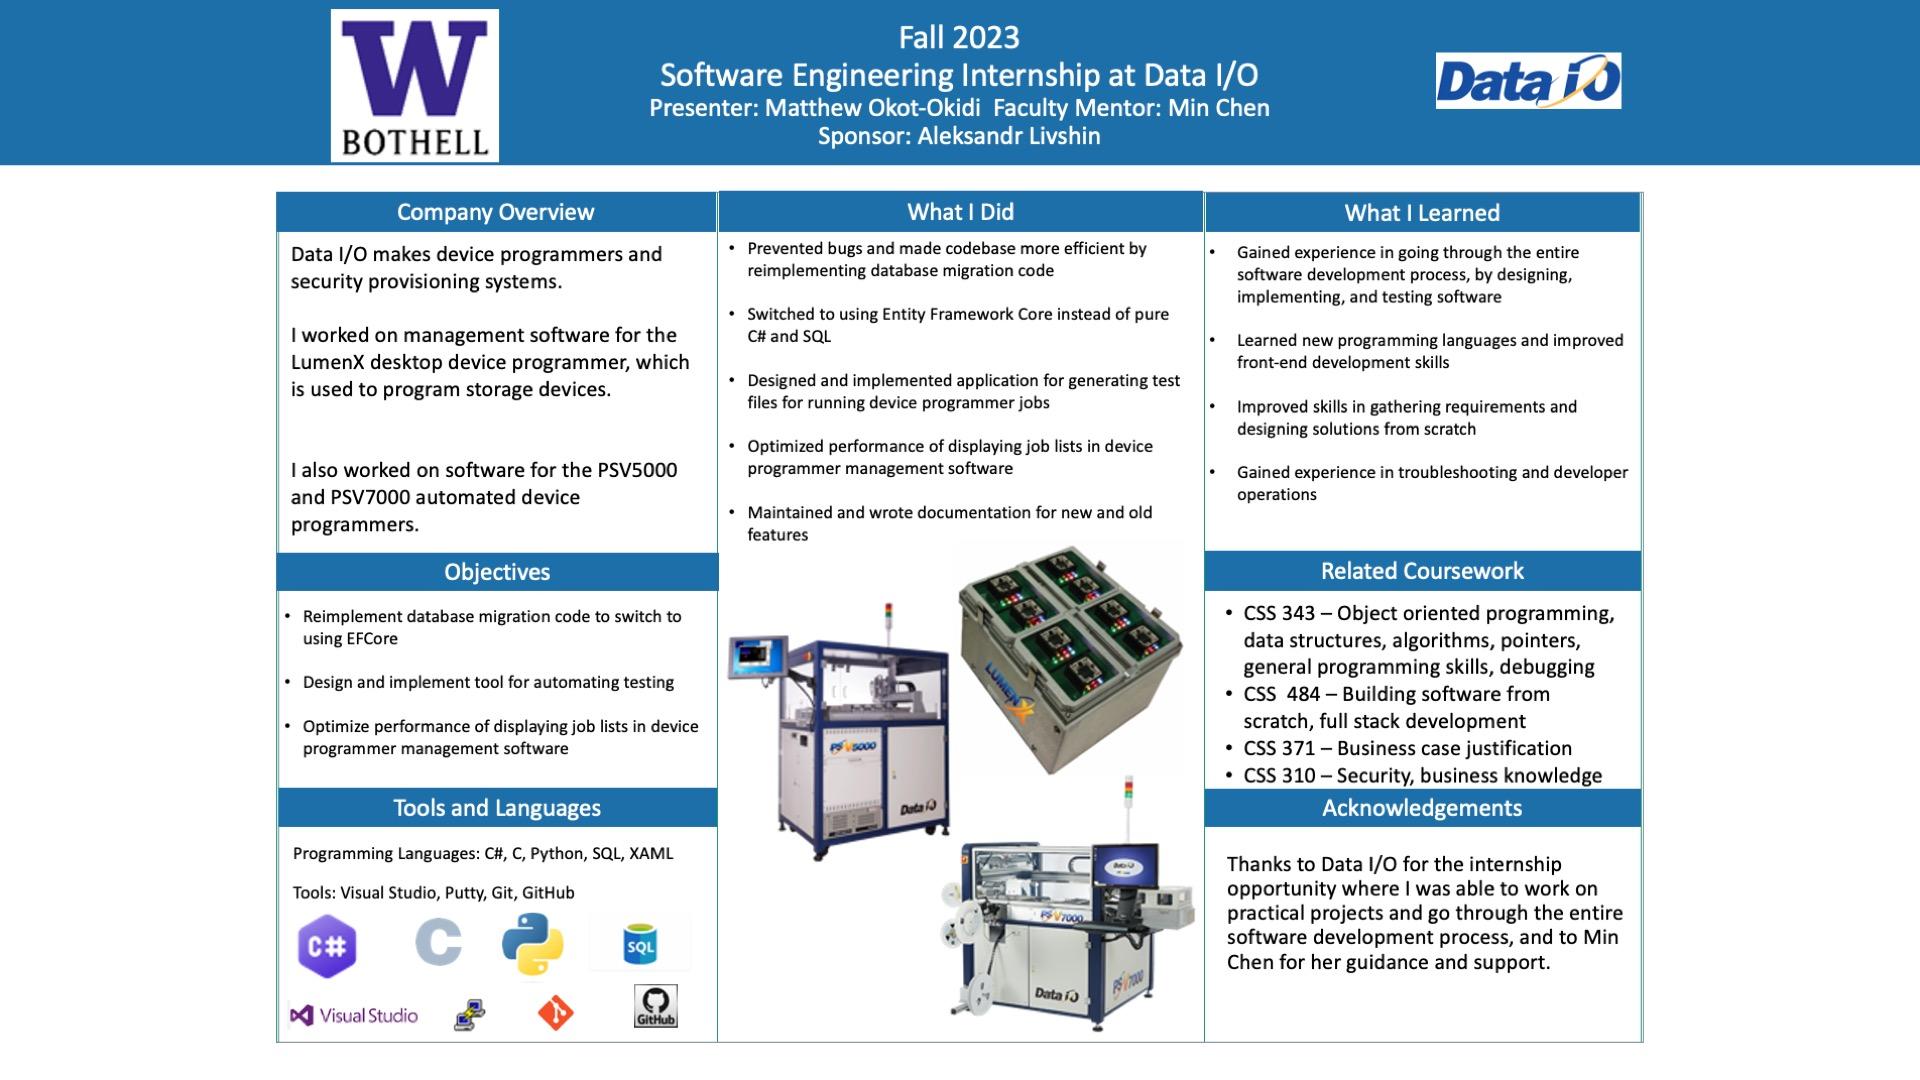 W
BOTHELL
Fall 2023
Software Engineering Internship at Data I/O
Presenter: Matthew Okot-Okidi  Faculty Mentor: Min Chen
Sponsor: Aleksandr Livshin
Data iO
Company Overview
Data I/O makes device programmers and
security provisioning systems.
I worked on management software for the
LumenX desktop device programmer, which
is used to program storage devices.
I also worked on software for the PSV5000
and PSV7000 automated device
programmers.
Objectives
• Reimplement database migration code to switch to
using EFCore
• Design and implement tool for automating testing
• Optimize performance of displaying job lists in device
programmer management software
Tools and Languages
Programming Languages: C#, C, Python, SQL, XAML
Tools: Visual Studio, Putty, Git, GitHub
C#
C
SQL
Visual Studio
GitHub
What I Did
• Prevented bugs and made codebase more efficient by
reimplementing database migration code
• Switched to using Entity Framework Core instead of pure
C# and SQL
• Designed and implemented application for generating test
files for running device programmer jobs
• Optimized performance of displaying job lists in device
programmer management software
• Maintained and wrote documentation for new and old
features
LUMENX
PSV5000
Data iO
Data iO
PSV7000
Data iO
PSV7000
What I Learned
• Gained experience in going through the entire
software development process, by designing,
implementing, and testing software
• Learned new programming languages and improved
front-end development skills
• Improved skills in gathering requirements and
designing solutions from scratch
• Gained experience in troubleshooting and developer
operations
Related Coursework
• CSS 343 – Object oriented programming,
data structures, algorithms, pointers,
general programming skills, debugging
• CSS  484 – Building software from
scratch, full stack development
• CSS 371 – Business case justification
• CSS 310 – Security, business knowledge
Acknowledgements
Thanks to Data I/O for the internship
opportunity where I was able to work on
practical projects and go through the entire
software development process, and to Min
Chen for her guidance and support.